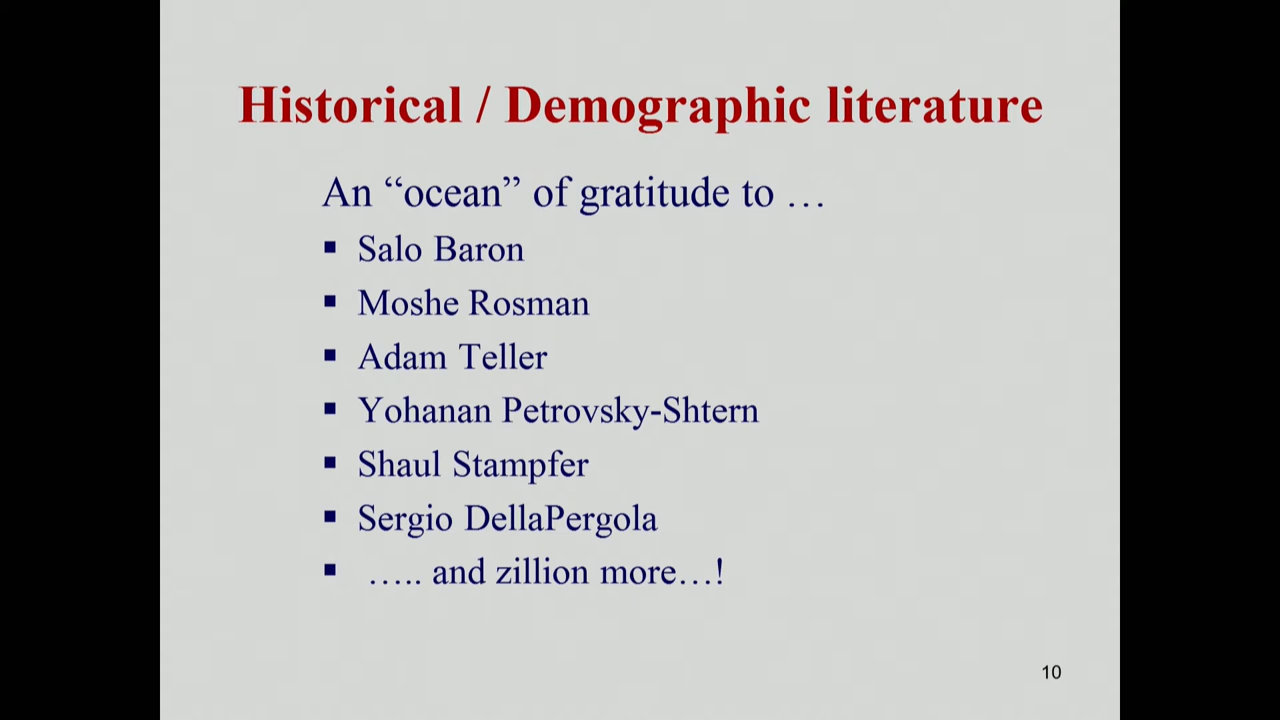 Historical / Demographic literature
An “ocean” of gratitude to …
▪ Salo Baron
▪ Moshe Rosman
▪ Adam Teller
▪ Yohanan Petrovsky-Shtern
▪ Shaul Stampfer
▪ Sergio DellaPergola
▪ ….. and zillion more…!
10